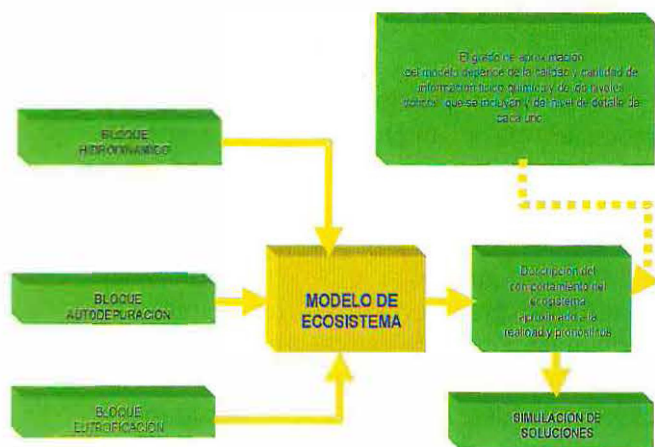 El grado de aproximación
del modelo depende de la calidad y cantidad de
información físico química y de los niveles
que se incluyan y del nivel de detalle de
cada uno
BLOQUE
HIDRODINAMICO
BLOQUE
AUTODEPURACIÓN
MODELO DE
ECOSISTEMA
Descripción del
comportamiento del
ecosistema
aproximado a la
realidad y pronósticos
BLOQUE
EUTROFICACIÓN
SIMULACIÓN DE
SOLUCIONES